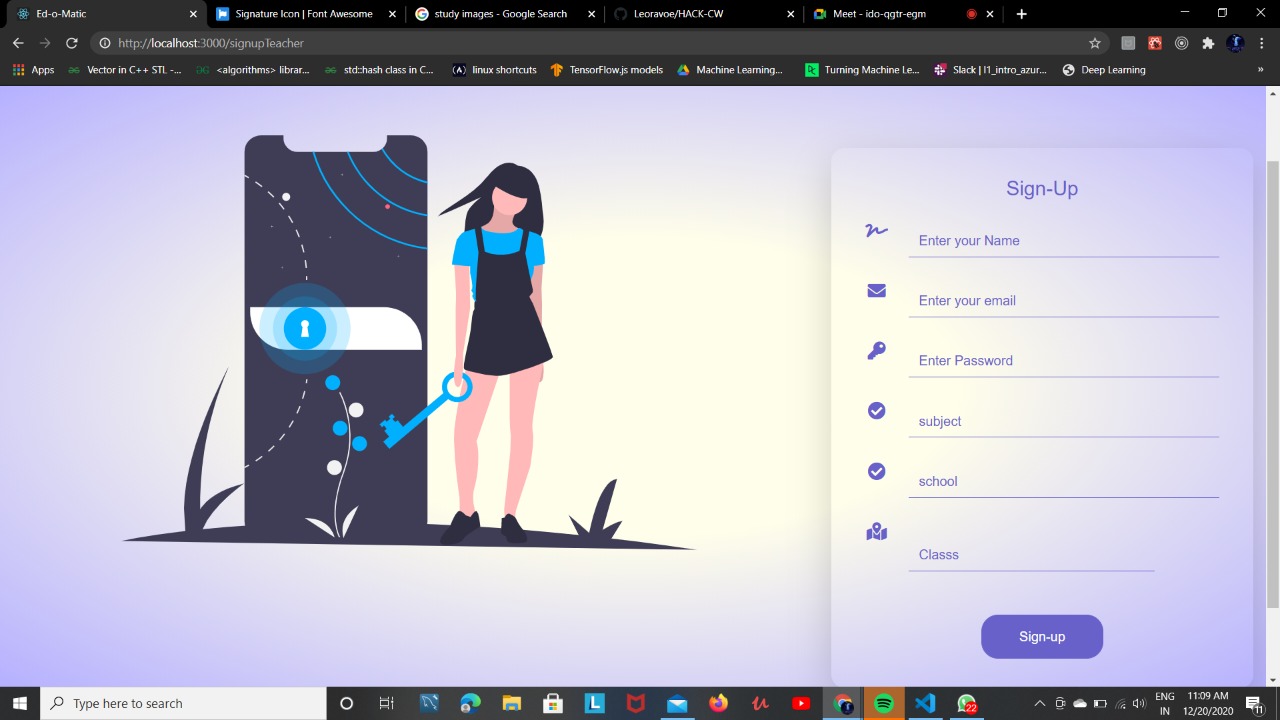 Ed-o-Matic
Signature Icon | Font Awesome
study images - Google Search
Leoravoe/HACK-CW
Meet - ido-qgtr-egm
http://localhost:3000/signupTeacher
Apps
Vector in C++ STL -...
<algorithms> librar...
std::hash class in C...
linux shortcuts
TensorFlow.js models
Machine Learning...
Turning Machine Le...
Slack | l1_intro_azur...
Deep Learning
»
Sign-Up
Enter your Name
Enter your email
Enter Password
subject
school
Classs
Sign-up
Type here to search
ENG
IN
11:09 AM
12/20/2020
22
11